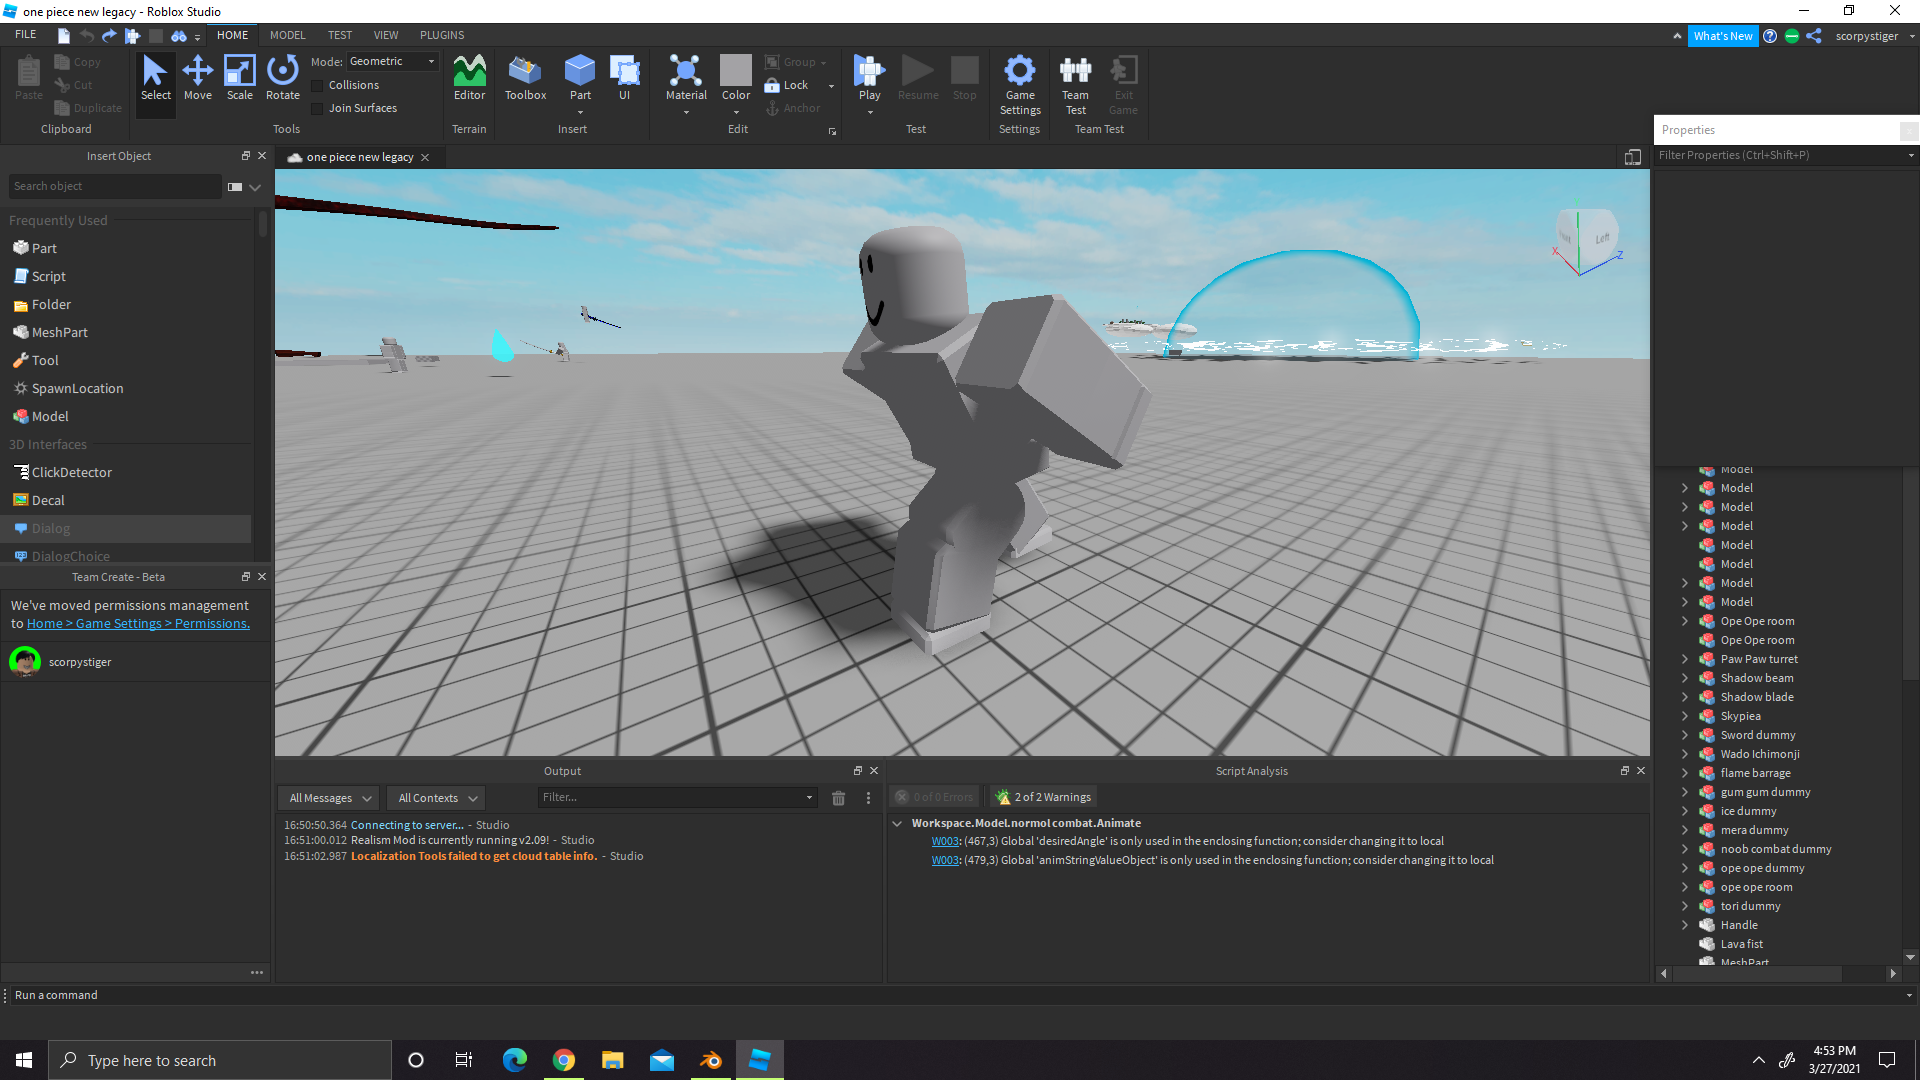 one piece new legacy - Roblox Studio
FILE
HOME
MODEL
TEST
VIEW
PLUGINS
What's New
scorpystiger
Paste
Copy
Cut
Duplicate
Clipboard
Select
Move
Scale
Rotate
Mode: Geometric
Collisions
Join Surfaces
Tools
Editor
Terrain
Toolbox
Part
UI
Insert
Material
Color
Group
Lock
Anchor
Edit
Play
Resume
Stop
Test
Game
Settings
Settings
Team
Test
Exit
Game
Team Test
Insert Object
Search object
Frequently Used
Part
Script
Folder
MeshPart
Tool
SpawnLocation
Model
3D Interfaces
ClickDetector
Decal
Dialog
DialogChoice
Team Create - Beta
We've moved permissions management
to Home > Game Settings > Permissions.
scorpystiger
one piece new legacy
Left
X
Z
Output
All Messages
All Contexts
Filter...
16:50:50.364 Connecting to server... - Studio
16:51:00.012 Realism Mod is currently running v2.09! - Studio
16:51:02.987 Localization Tools failed to get cloud table info. - Studio
Script Analysis
0 of 0 Errors
2 of 2 Warnings
Workspace.Model.normol combat.Animate
W003: (467,3) Global 'desiredAngle' is only used in the enclosing function; consider changing it to local
W003: (479,3) Global 'animStringValueObject' is only used in the enclosing function; consider changing it to local
Properties
Filter Properties (Ctrl+Shift+P)
Model
Model
Model
Model
Model
Model
Model
Model
Ope Ope room
Ope Ope room
Paw Paw turret
Shadow beam
Shadow blade
Skypiea
Sword dummy
Wado Ichimonji
flame barrage
gum gum dummy
ice dummy
mera dummy
noob combat dummy
ope ope dummy
ope ope room
tori dummy
Handle
Lava fist
MeshPart
Run a command
Type here to search
4:53 PM
3/27/2021